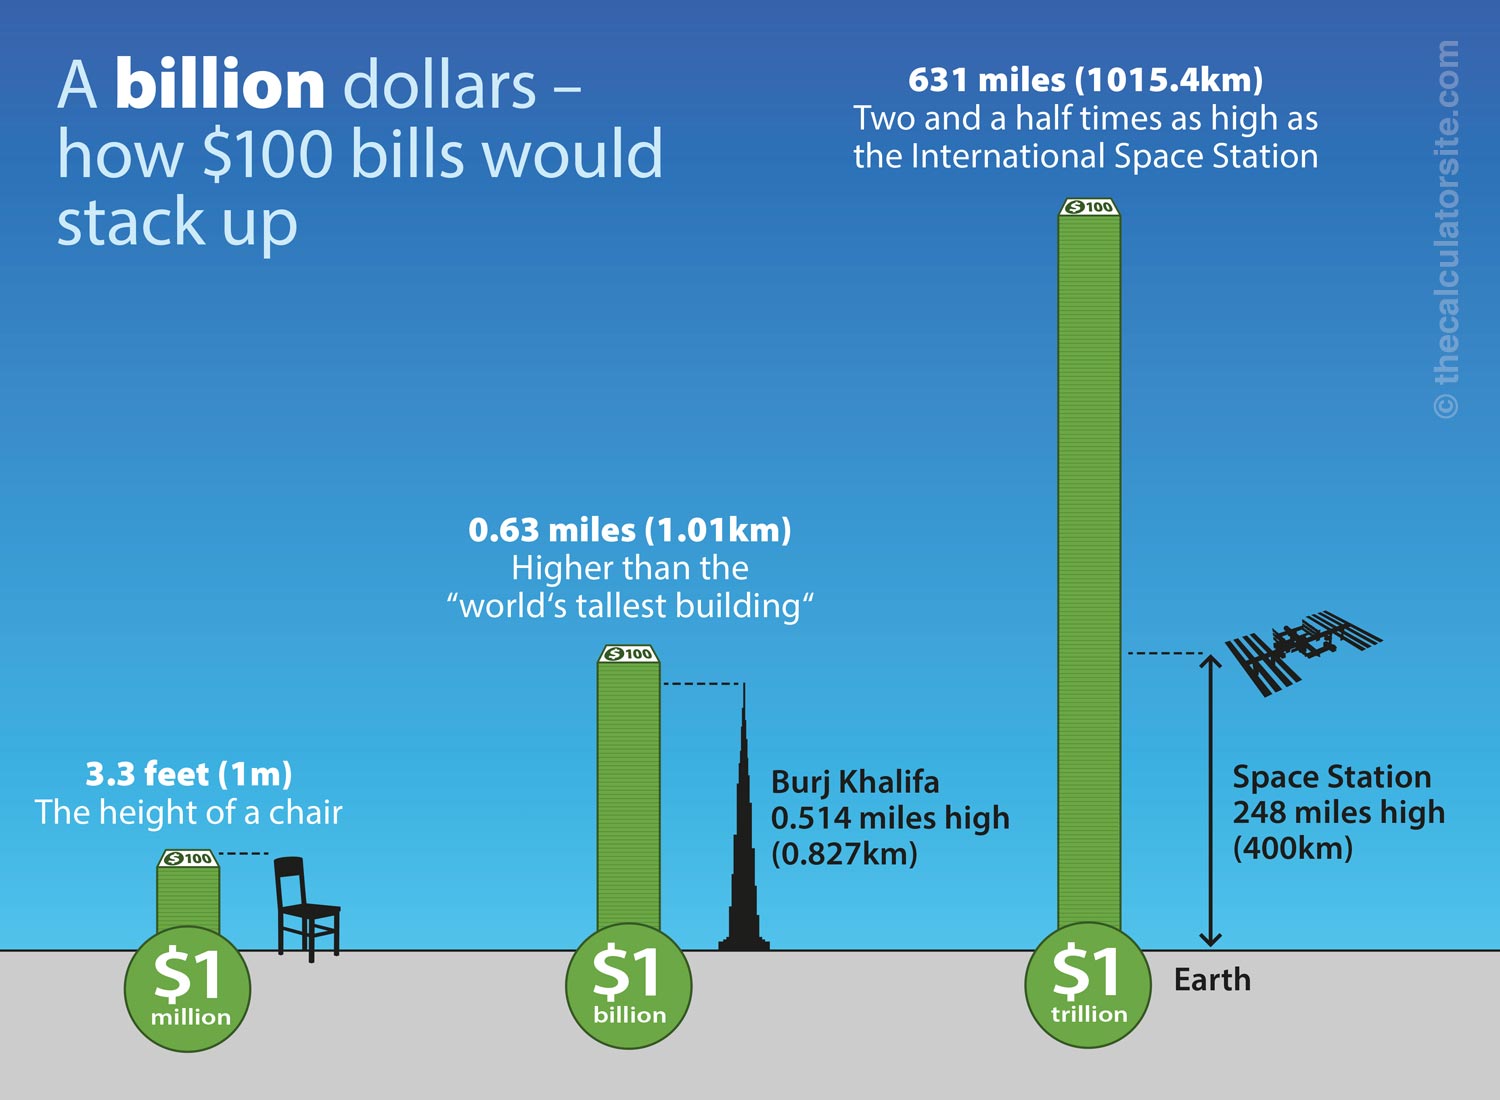 A billion dollars –
how $100 bills would
stack up
631 miles (1015.4km)
Two and a half times as high as
the International Space Station
$100
© thecalculatorsite.com
0.63 miles (1.01km)
Higher than the
“world‘s tallest building“
$100
Burj Khalifa
0.514 miles high
(0.827km)
3.3 feet (1m)
The height of a chair
$100
Space Station
248 miles high
(400km)
$1
million
$1
billion
$1
trillion
Earth